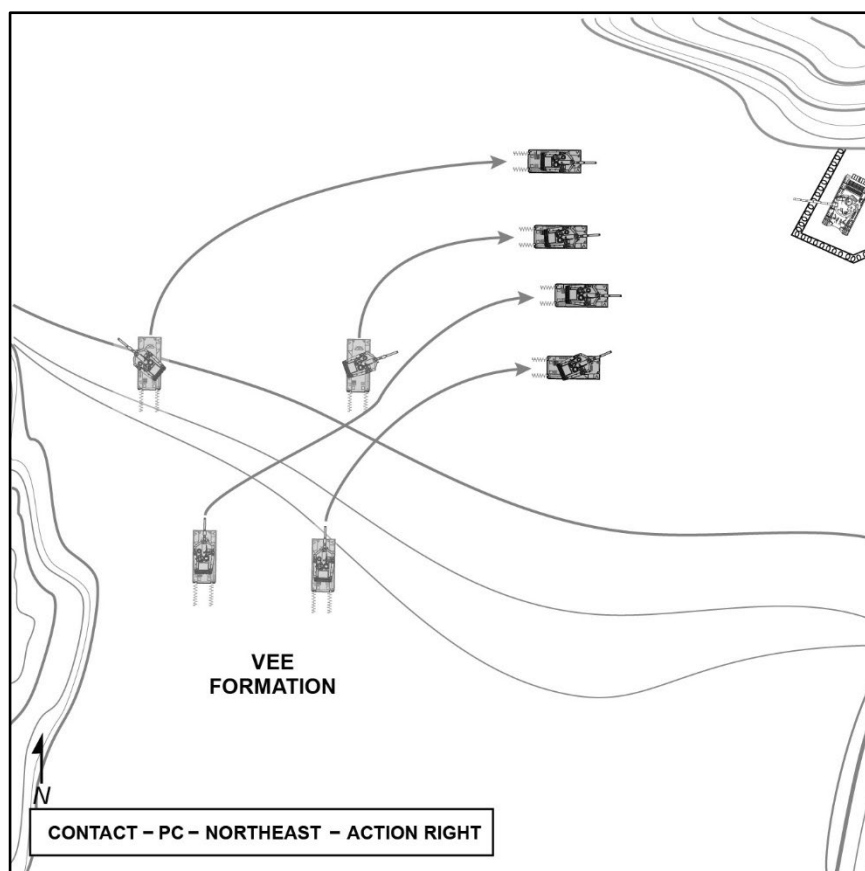 VEE
FORMATION
N
CONTACT – PC – NORTHEAST – ACTION RIGHT